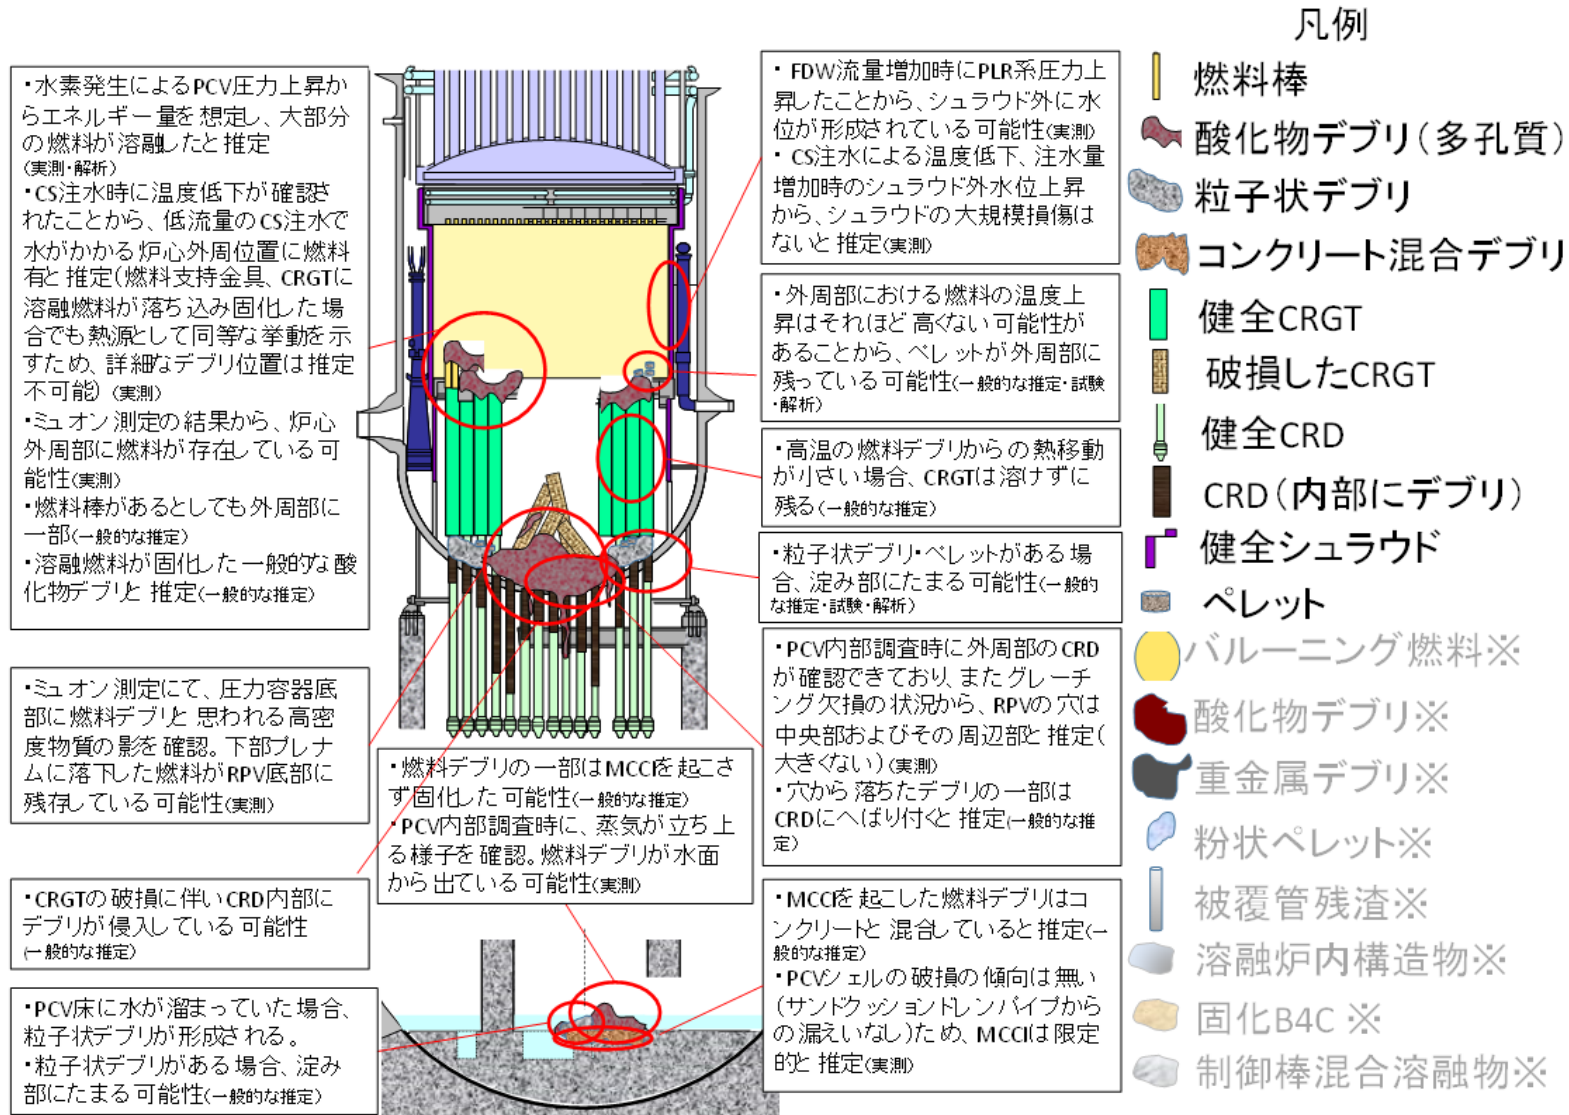 ・水素発生によるPCV圧力上昇か
らエネルギー量を想定し、大部分
の燃料が溶融したと推定
(実測・解析)
・CS注水時に温度低下が確認さ
れたことから、低流量のCS注水で
水がかかる炉心外周位置に燃料
有と推定(燃料支持金具、CRGTに
溶融燃料が落ち込み固化した場
合でも熱源として同等な挙動を示
すため、詳細なデブリ位置は推定
不可能) (実測)
・ミュオン測定の結果から、炉心
外周部に燃料が存在している可
能性(実測)
・燃料棒があるとしても外周部に
一部(一般的な推定)
・溶融燃料が固化した一般的な酸
化物デブリと推定(一般的な推定)
・ミュオン測定にて、圧力容器底
部に燃料デブリと思われる高密
度物質の影を確認。下部プレナ
ムに落下した燃料がRPV底部に
残存している可能性(実測)
・CRGTの破損に伴いCRD内部に
デブリが侵入している可能性
(一般的な推定)
・PCV床に水が溜まっていた場合、
粒子状デブリが形成される。
・粒子状デブリがある場合、淀み
部にたまる可能性(一般的な推定)
・燃料デブリの一部はMCCIを起こさ
ず固化した可能性(一般的な推定)
・PCV内部調査時に、蒸気が立ち上
る様子を確認。燃料デブリが水面
から出ている可能性(実測)
・FDW流量増加時にPLR系圧力上
昇したことから、シュラウド外に水
位が形成されている可能性(実測)
・CS注水による温度低下、注水量
増加時のシュラウド外水位上昇
から、シュラウドの大規模損傷は
ないと推定(実測)
・外周部における燃料の温度上
昇はそれほど高くない可能性が
あることから、ペレットが外周部に
残っている可能性(一般的な推定・試験
・解析)
・高温の燃料デブリからの熱移動
が小さい場合、CRGTは溶けずに
残る(一般的な推定)
・粒子状デブリ・ペレットがある場
合、淀み部にたまる可能性(一般的
な推定・試験・解析)
・PCV内部調査時に外周部のCRD
が確認できており、またグレーチ
ング欠損の状況から、RPVの穴は
中央部およびその周辺部と推定(
大きくない) (実測)
・穴から落ちたデブリの一部は
CRDにへばり付くと推定(一般的な推
定)
・MCCIを起こした燃料デブリはコ
ンクリートと混合していると推定(一
般的な推定)
・PCVシェルの破損の傾向は無い
(サンドクッションドレンパイプから
の漏えいなし)ため、MCCIは限定
的と推定(実測)
凡例
燃料棒
酸化物デブリ(多孔質)
粒子状デブリ
コンクリート混合デブリ
健全CRGT
破損したCRGT
健全CRD
CRD(内部にデブリ)
健全シュラウド
ペレット
バルーニング燃料※
酸化物デブリ※
重金属デブリ※
粉状ペレット※
被覆管残渣※
溶融炉内構造物※
固化B4C ※
制御棒混合溶融物※